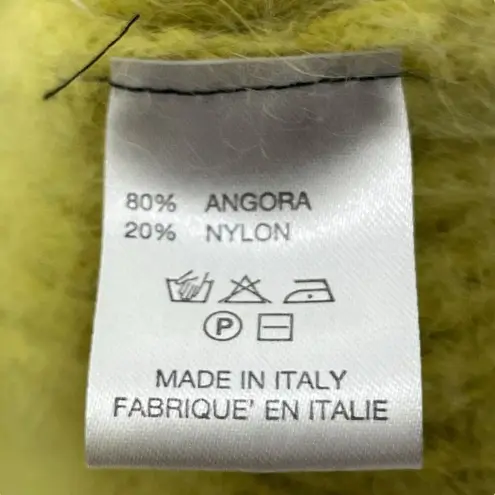 80% ANGORA
20% NYLON
P
MADE IN ITALY
FABRIQUE' EN ITALIE